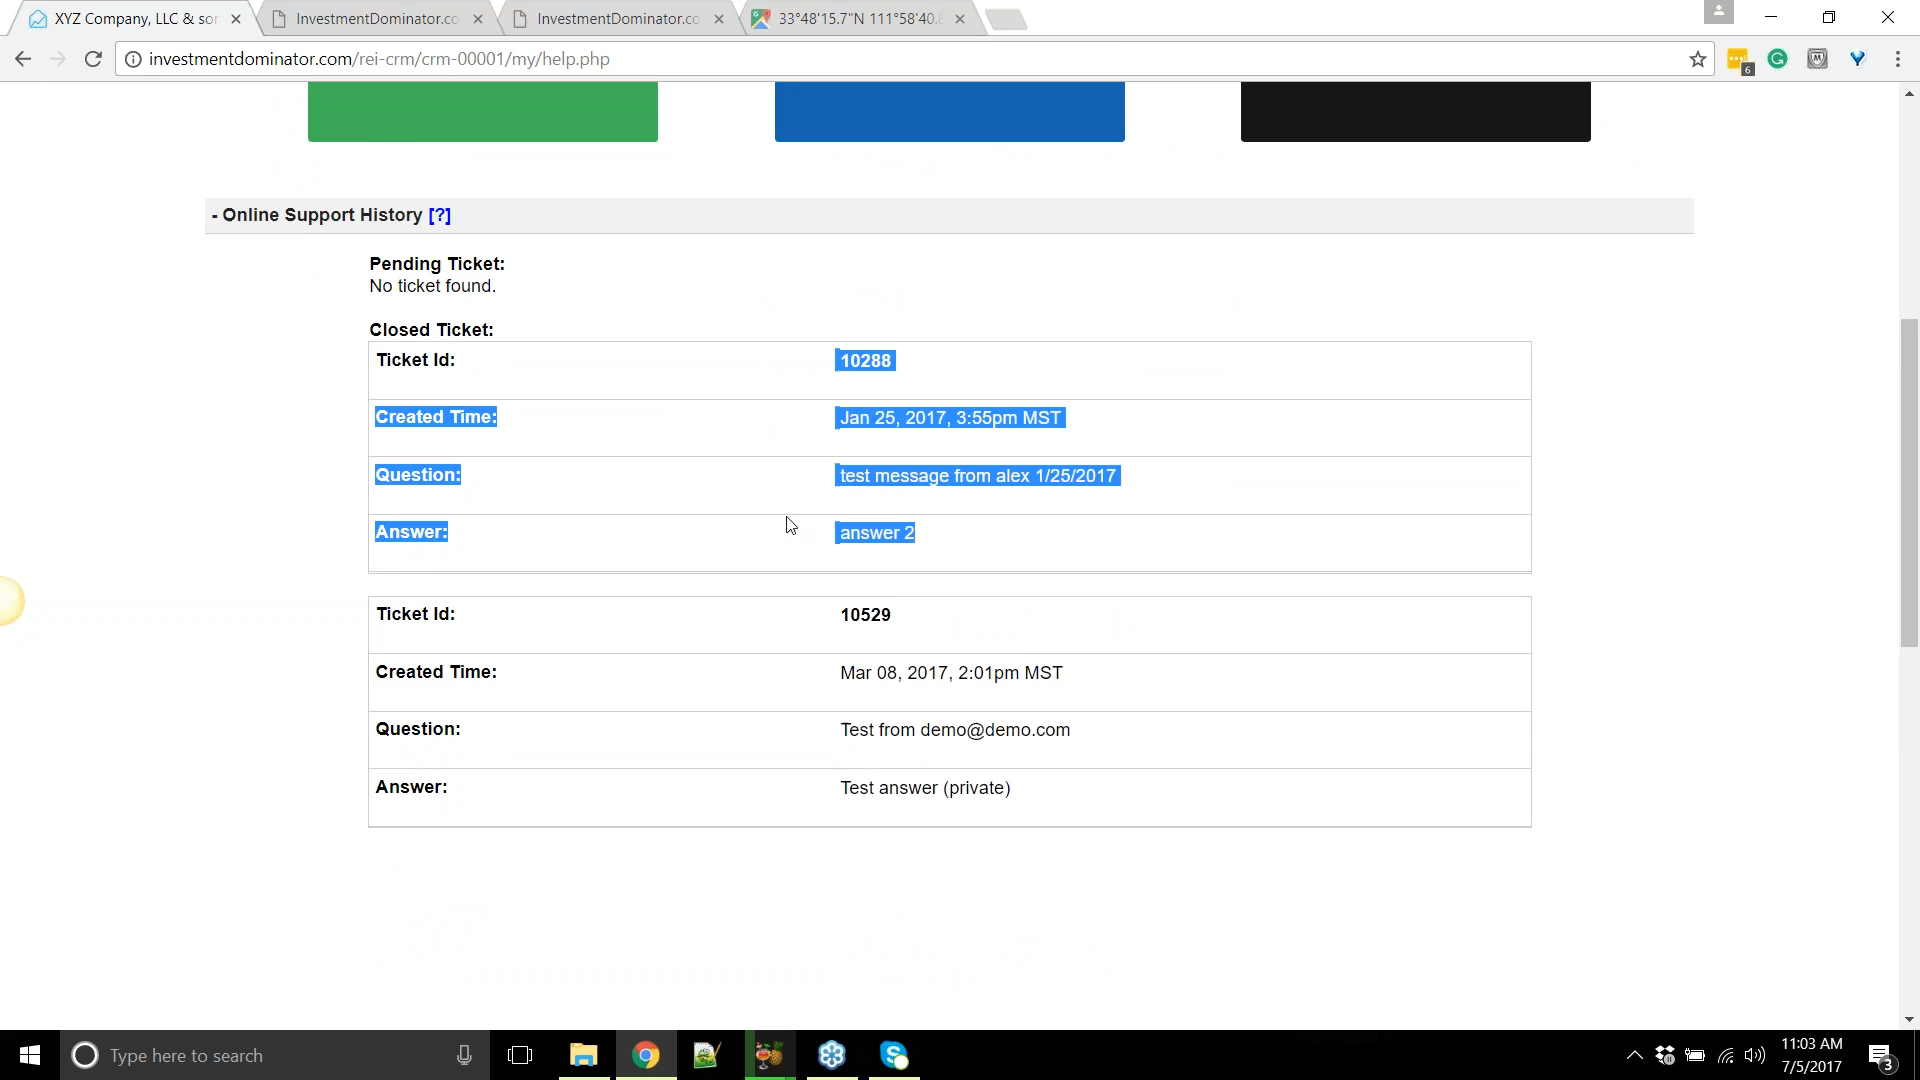 XYZ Company, LLC & sor
InvestmentDominator.co
InvestmentDominator.co
33°48'15.7"N 111°58'40.8
investmentdominator.com/rei-crm/crm-00001/my/help.php
6
- Online Support History [?]
Pending Ticket:
No ticket found.
Closed Ticket:
Ticket Id: 10288
Created Time: Jan 25, 2017, 3:55pm MST
Question: test message from alex 1/25/2017
Answer: answer 2
Ticket Id: 10529
Created Time: Mar 08, 2017, 2:01pm MST
Question: Test from demo@demo.com
Answer: Test answer (private)
Type here to search
11:03 AM
7/5/2017
3